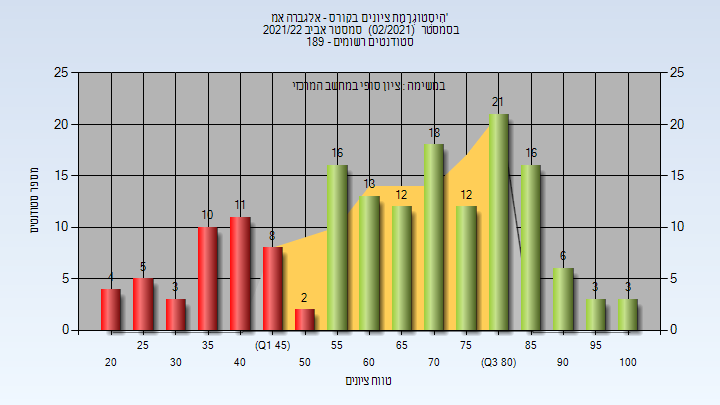 היסטוגרמת ציונים בקורס - אלגברה אמ'
בסמסטר (02/2021) סמסטר אביב 2021/22
סטודנטים רשומים - 189
במשימה : ציון סופי במחשב המרוכזי
25 25
20 20
15 15
10 10
5 5
0 0
מספר סטודנטים
4 5 3 10 11 8 2 16 13 12 18 12 21 16 6 3 3
25 35 (Q1 45) 55 65 75 85 95
20 30 40 50 60 70 (Q3 80) 90 100
טווח ציונים